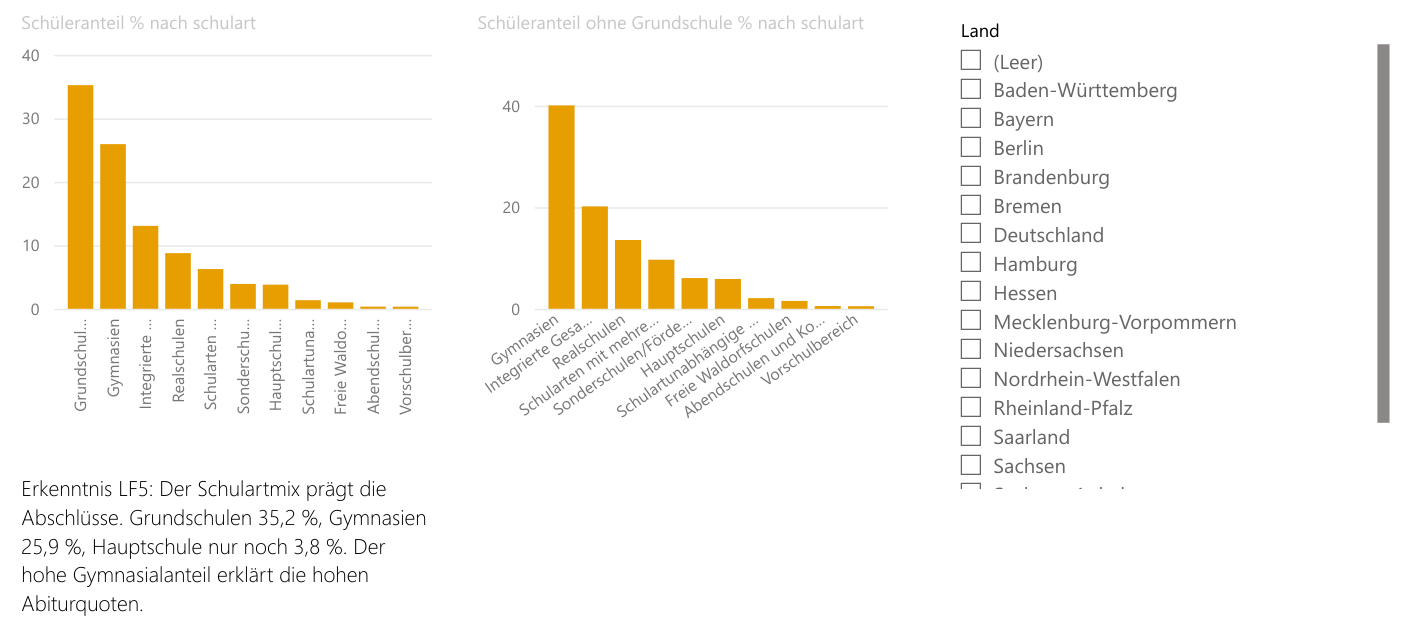 Schüleranteil % nach schulart
40
30
20
10
0
Grundschul...
Gymnasien
Integrierte ...
Realschulen
Schularten ...
Sonderschu...
Hauptschul...
Schulartuna...
Freie Waldo...
Abendschul...
Vorschulber...
Schüleranteil ohne Grundschule % nach schulart
40
20
0
Gymnasien
Integrierte Gesa...
Realschulen
Schularten mit mehre...
Sonderschulen/Förde...
Hauptschulen
Schulartunabhängige ...
Freie Waldorfschulen
Abendschulen und Ko...
Vorschulbereich
Land
(Leer)
Baden-Württemberg
Bayern
Berlin
Brandenburg
Bremen
Deutschland
Hamburg
Hessen
Mecklenburg-Vorpommern
Niedersachsen
Nordrhein-Westfalen
Rheinland-Pfalz
Saarland
Sachsen
Erkenntnis LF5: Der Schulartmix prägt die
Abschlüsse. Grundschulen 35,2 %, Gymnasien
25,9 %, Hauptschule nur noch 3,8 %. Der
hohe Gymnasialanteil erklärt die hohen
Abiturquoten.